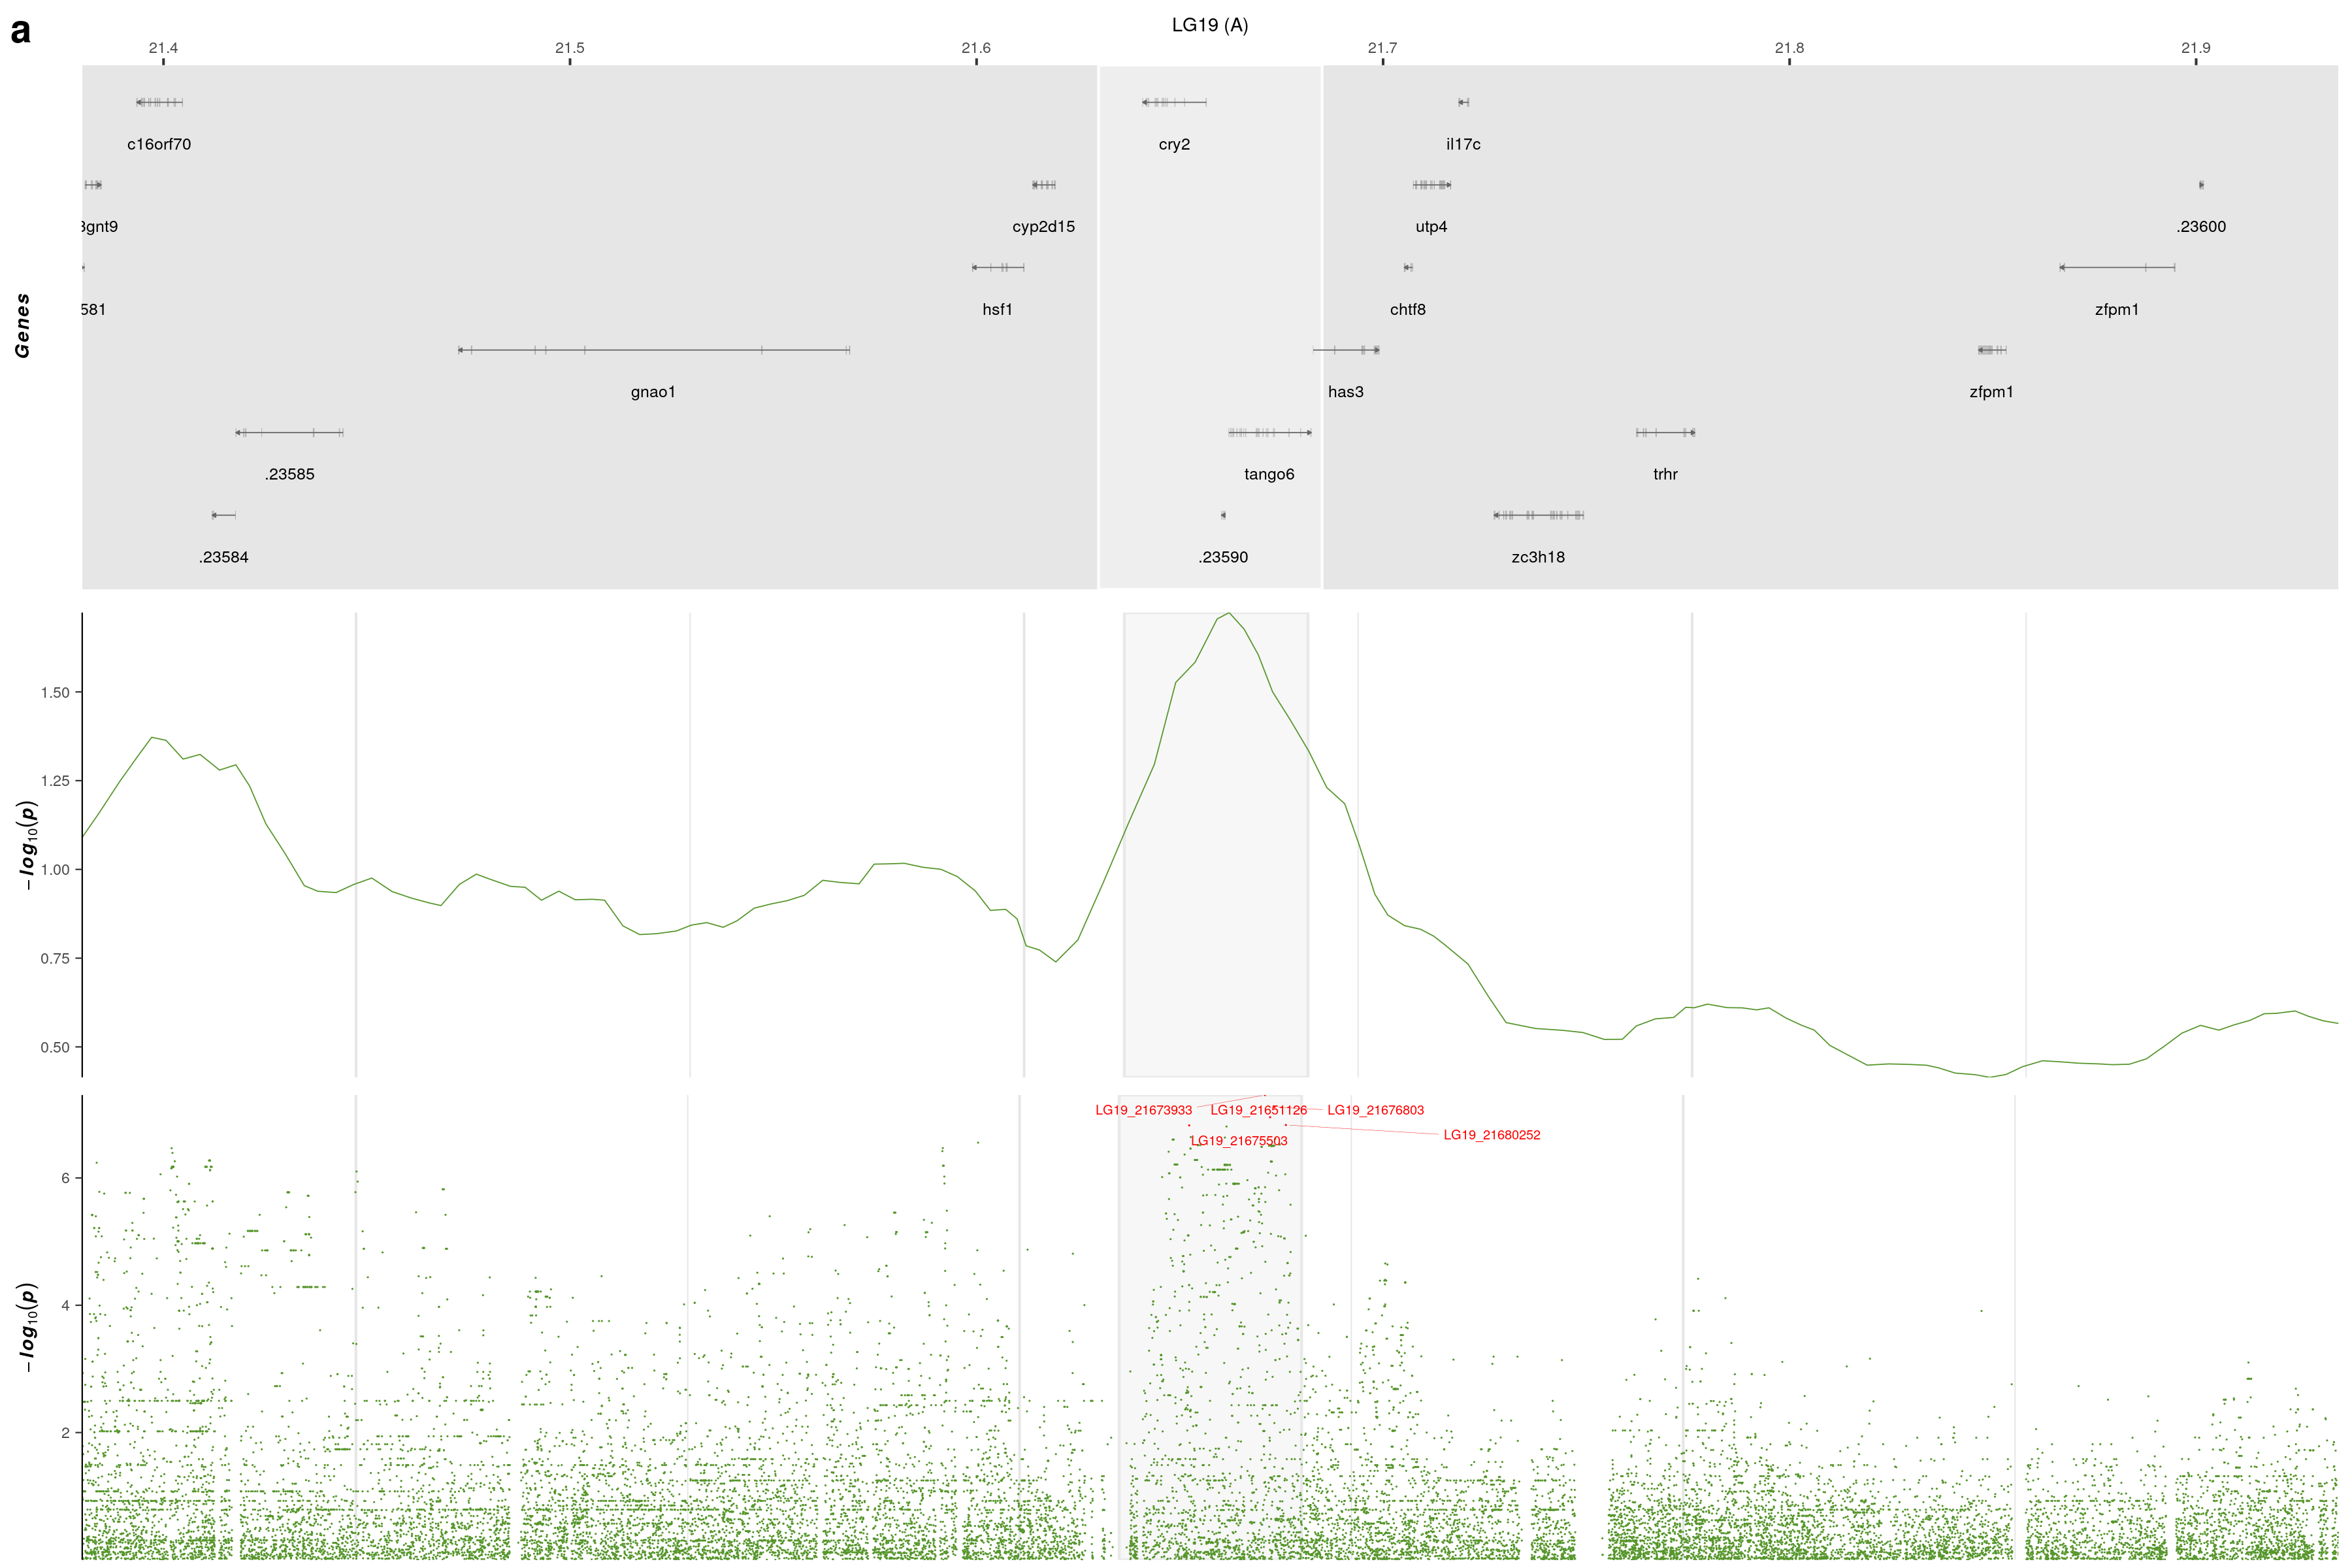 a
LG19 (A)
21.4 21.5 21.6 21.7 21.8 21.9
c16orf70 cry2 il17c
3gnt9 cyp2d15 utp4 .23600
581 hsf1 chtf8 zfpm1
Genes
gnao1 has3 zfpm1
.23585 tango6 trhr
.23584 .23590 zc3h18
−log10(p)
1.50
1.25
1.00
0.75
0.50
LG19_21673933 LG19_21651126 LG19_21676803
LG19_21675503 LG19_21680252
−log10(p)
6
4
2